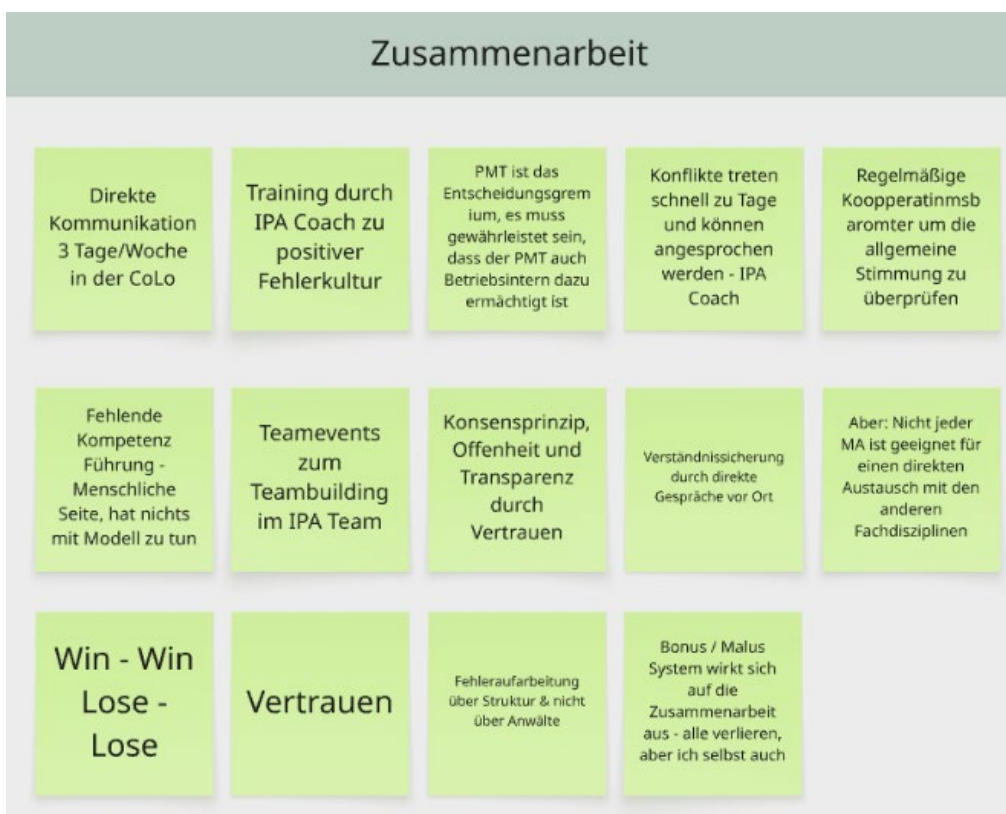 Zusammenarbeit
Direkte
Kommunikation
3 Tage/Woche
in der CoLo
Training durch
IPA Coach zu
positiver
Fehlerkultur
PMT ist das
Entscheidungsgrem
ium, es muss
gewährleistet sein,
dass der PMT auch
Betriebsintern dazu
ermächtigt ist
Konflikte treten
schnell zu Tage
und können
angesprochen
werden - IPA
Coach
Regelmäßige
Koopperatinmsb
aromter um die
allgemeine
Stimmung zu
überprüfen
Fehlende
Kompetenz
Führung -
Menschliche
Seite, hat nichts
mit Modell zu tun
Teamevents
zum
Teambuilding
im IPA Team
Konsensprinzip,
Offenheit und
Transparenz
durch
Vertrauen
Verständnissicherung
durch direkte
Gespräche vor Ort
Aber: Nicht jeder
MA ist geeignet für
einen direkten
Austausch mit den
anderen
Fachdisziplinen
Win - Win
Lose -
Lose
Vertrauen
Fehleraufarbeitung
über Struktur & nicht
über Anwälte
Bonus / Malus
System wirkt sich
auf die
Zusammenarbeit
aus - alle verlieren,
aber ich selbst auch